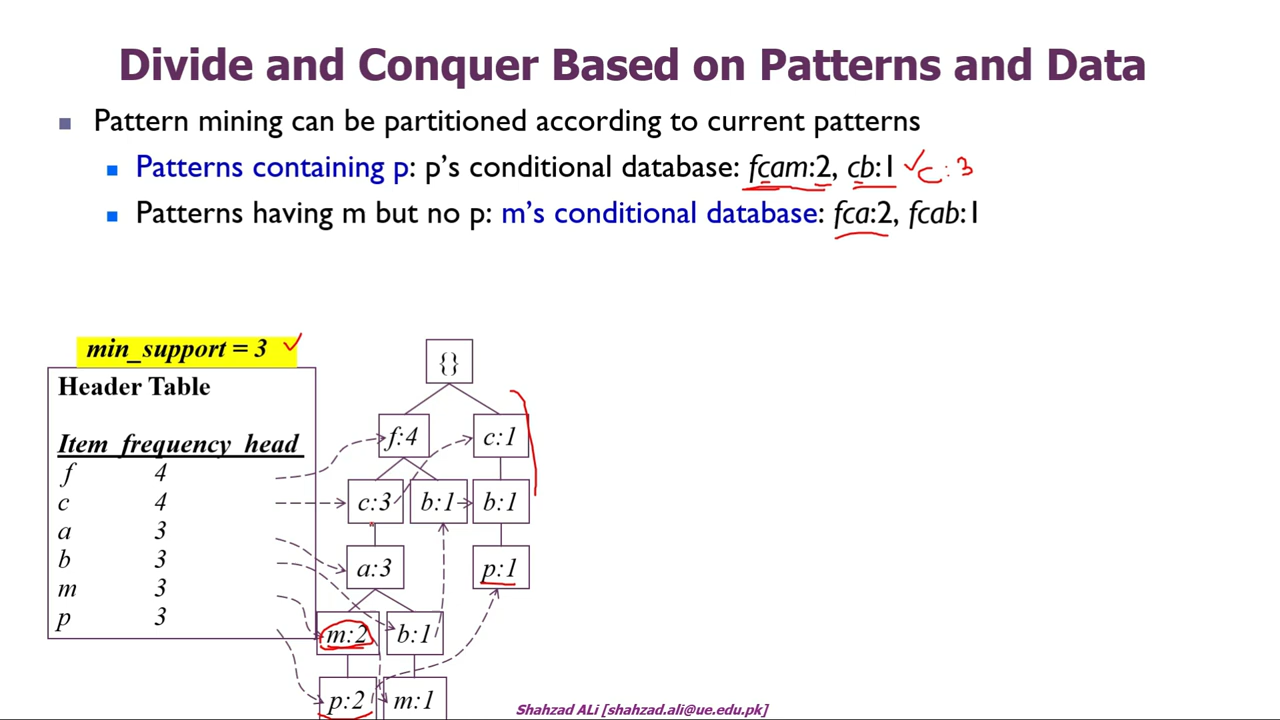 Divide and Conquer Based on Patterns and Data
Pattern mining can be partitioned according to current patterns
Patterns containing p: p's conditional database: fcam:2, cb:1 ✓c:3
Patterns having m but no p: m's conditional database: fca:2, fcab:1
min_support = 3 ✓
Header Table
Item frequency head
f 4
c 4
a 3
b 3
m 3
p 3
{}
f:4 c:1
c:3 b:1 b:1
a:3 p:1
m:2 b:1
p:2 m:1
Shahzad ALi [shahzad.ali@ue.edu.pk]